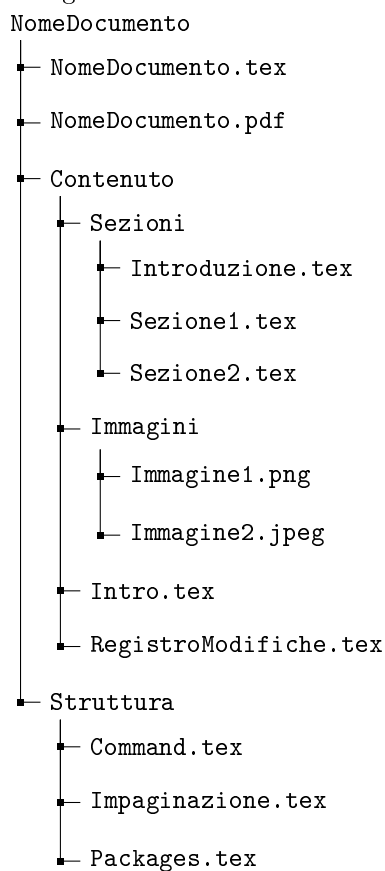 NomeDocumento
NomeDocumento.tex
NomeDocumento.pdf
Contenuto
Sezioni
Introduzione.tex
Sezione1.tex
Sezione2.tex
Immagini
Immagine1.png
Immagine2.jpeg
Intro.tex
RegistroModifiche.tex
Struttura
Command.tex
Impaginazione.tex
Packages.tex